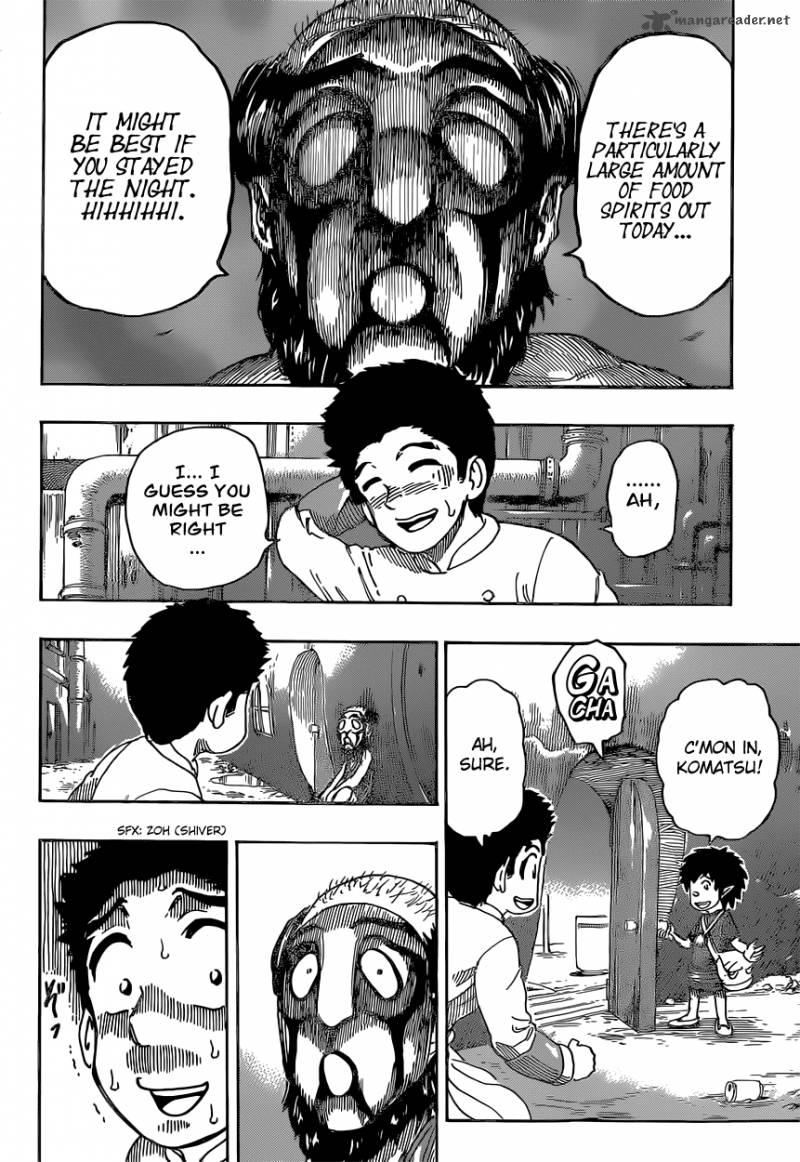 mangareader.net
THERE'S A
PARTICULARLY
LARGE AMOUNT
OF FOOD
SPIRITS OUT
TODAY...
IT MIGHT
BE BEST IF
YOU STAYED
THE NIGHT.
HIHHIHHI.
......
AH,
I... I
GUESS YOU
MIGHT BE
RIGHT
...
GA
CHA
C'MON IN,
KOMATSU!
AH,
SURE.
SFX: ZOH (SHIVER)